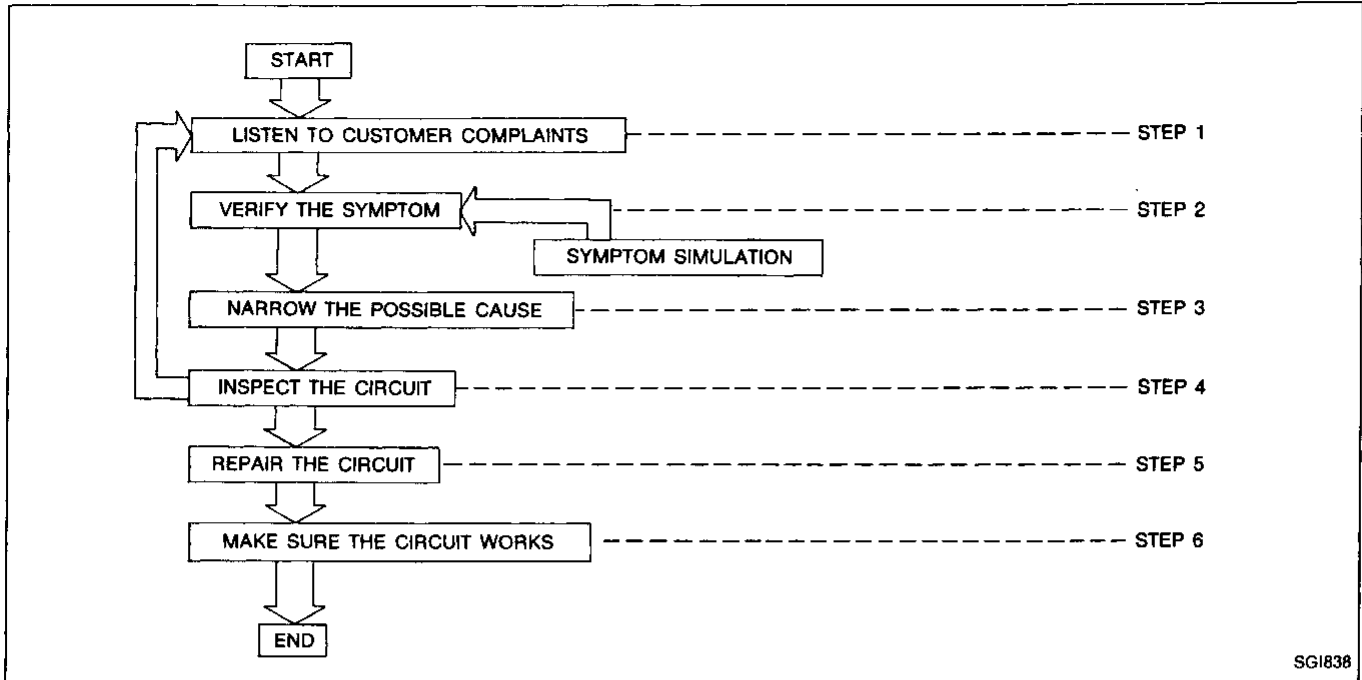 START
LISTEN TO CUSTOMER COMPLAINTS
STEP 1
VERIFY THE SYMPTOM
STEP 2
SYMPTOM SIMULATION
NARROW THE POSSIBLE CAUSE
STEP 3
INSPECT THE CIRCUIT
STEP 4
REPAIR THE CIRCUIT
STEP 5
MAKE SURE THE CIRCUIT WORKS
STEP 6
END
SGI838